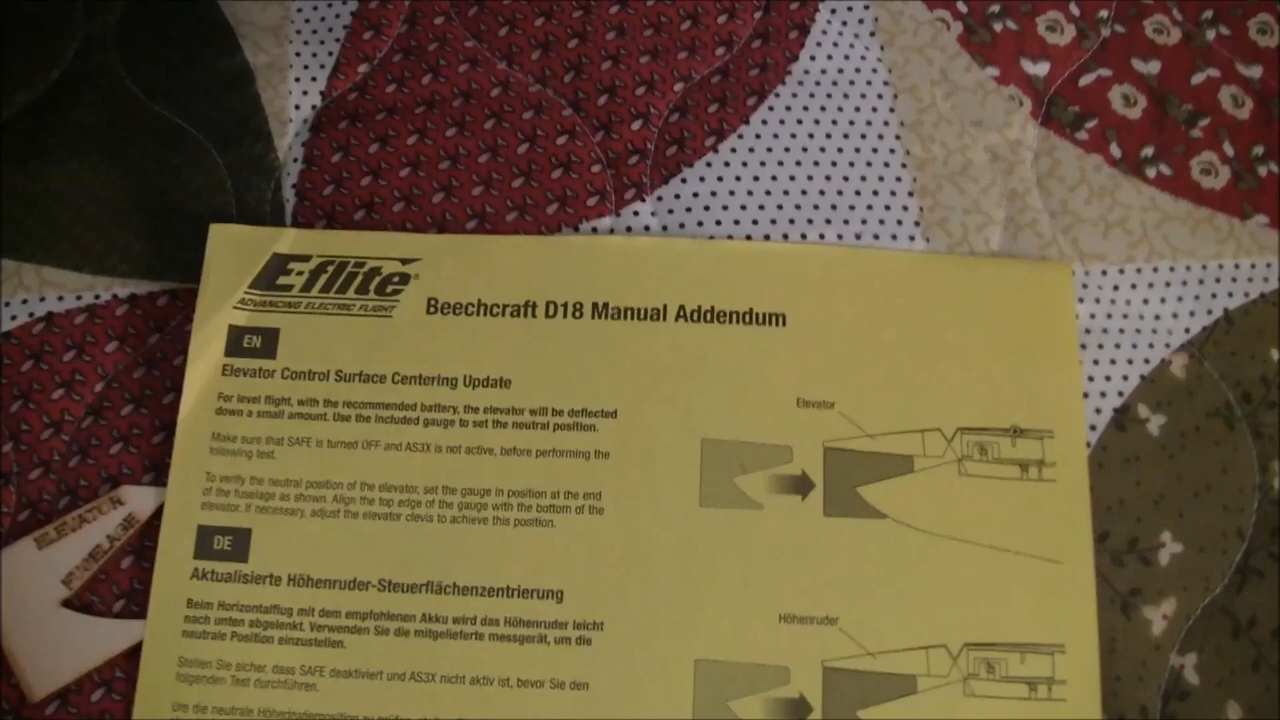 E-flite®
ADVANCING ELECTRIC FLIGHT
Beechcraft D18 Manual Addendum
EN
Elevator Control Surface Centering Update
For level flight, with the recommended battery, the elevator will be deflected
down a small amount. Use the included gauge to set the neutral position.
Make sure that SAFE is turned OFF and AS3X is not active, before performing the
following test.
To verify the neutral position of the elevator, set the gauge in position at the end
of the fuselage as shown. Align the top edge of the gauge with the bottom of the
elevator. If necessary, adjust the elevator clevis to achieve this position.
Elevator
ELEVATOR
FUSELAGE
DE
Aktualisierte Höhenruder-Steuerflächenzentrierung
Beim Horizontalflug mit dem empfohlenen Akku wird das Höhenruder leicht
nach unten abgelenkt. Verwenden Sie die mitgelieferte messgerät, um die
neutrale Position einzustellen.
Stellen Sie sicher, dass SAFE deaktiviert und AS3X nicht aktiv ist, bevor Sie den
folgenden Test durchführen.
Um die neutrale Höhenruderposition zu
Höhenruder